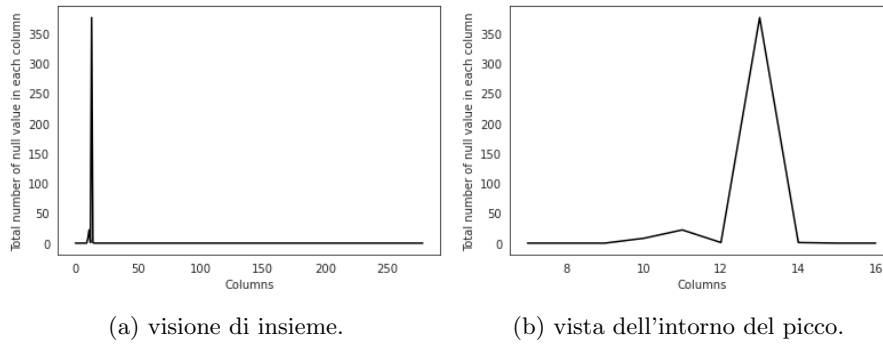 Total number of null value in each column
350
300
250
200
150
100
50
0
0 50 100 150 200 250
Columns
(a) visione di insieme.
Total number of null value in each column
350
300
250
200
150
100
50
0
8 10 12 14 16
Columns
(b) vista dell'intorno del picco.